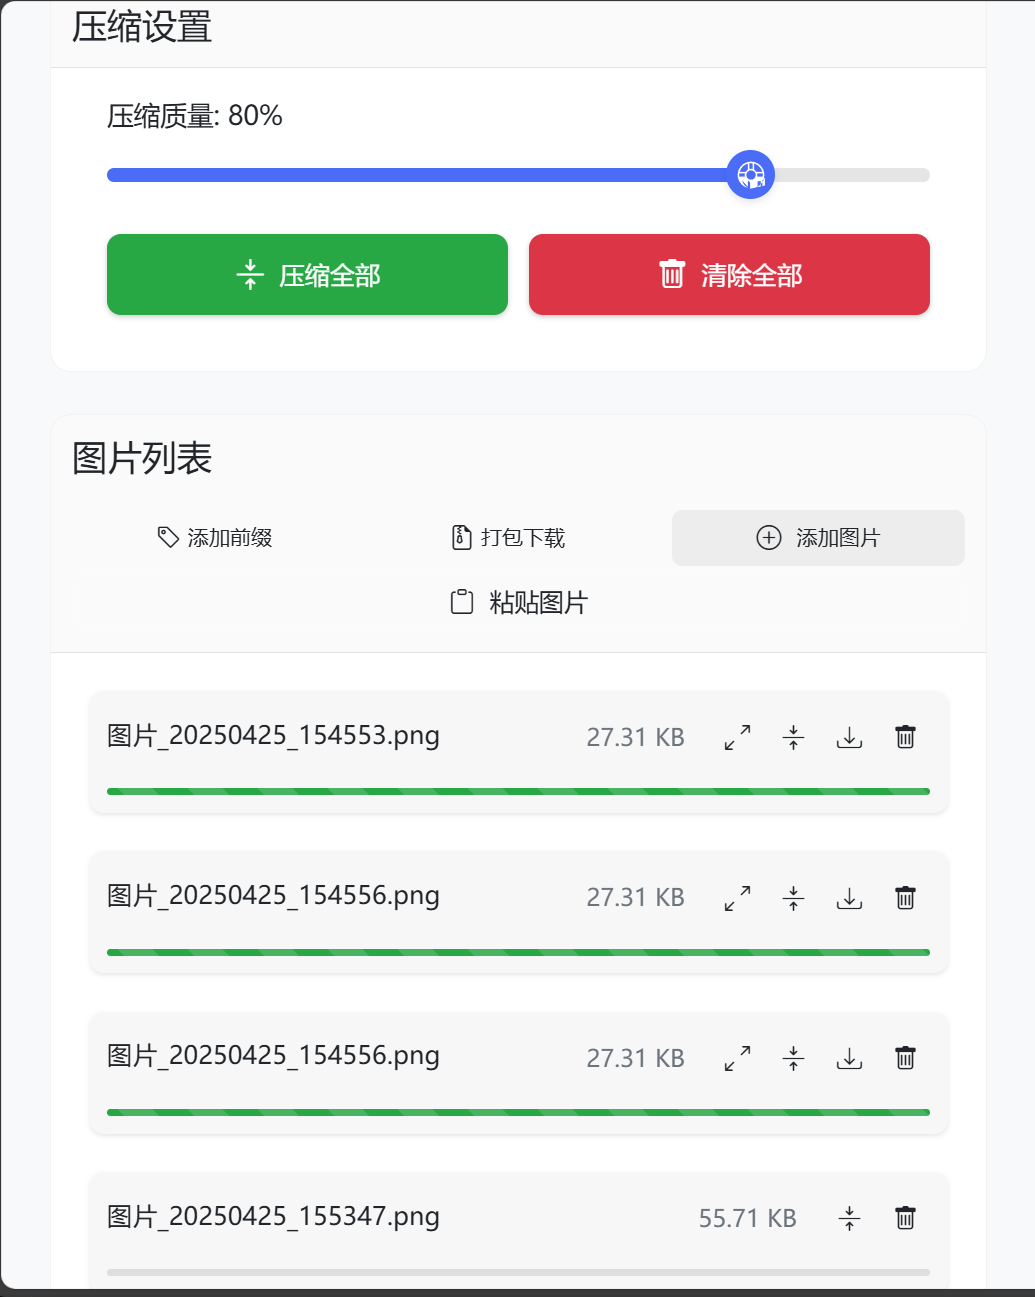 压缩设置
压缩质量: 80%
压缩全部 清除全部
图片列表
添加前缀 打包下载 添加图片
粘贴图片
图片_20250425_154553.png 27.31 KB
图片_20250425_154556.png 27.31 KB
图片_20250425_154556.png 27.31 KB
图片_20250425_155347.png 55.71 KB